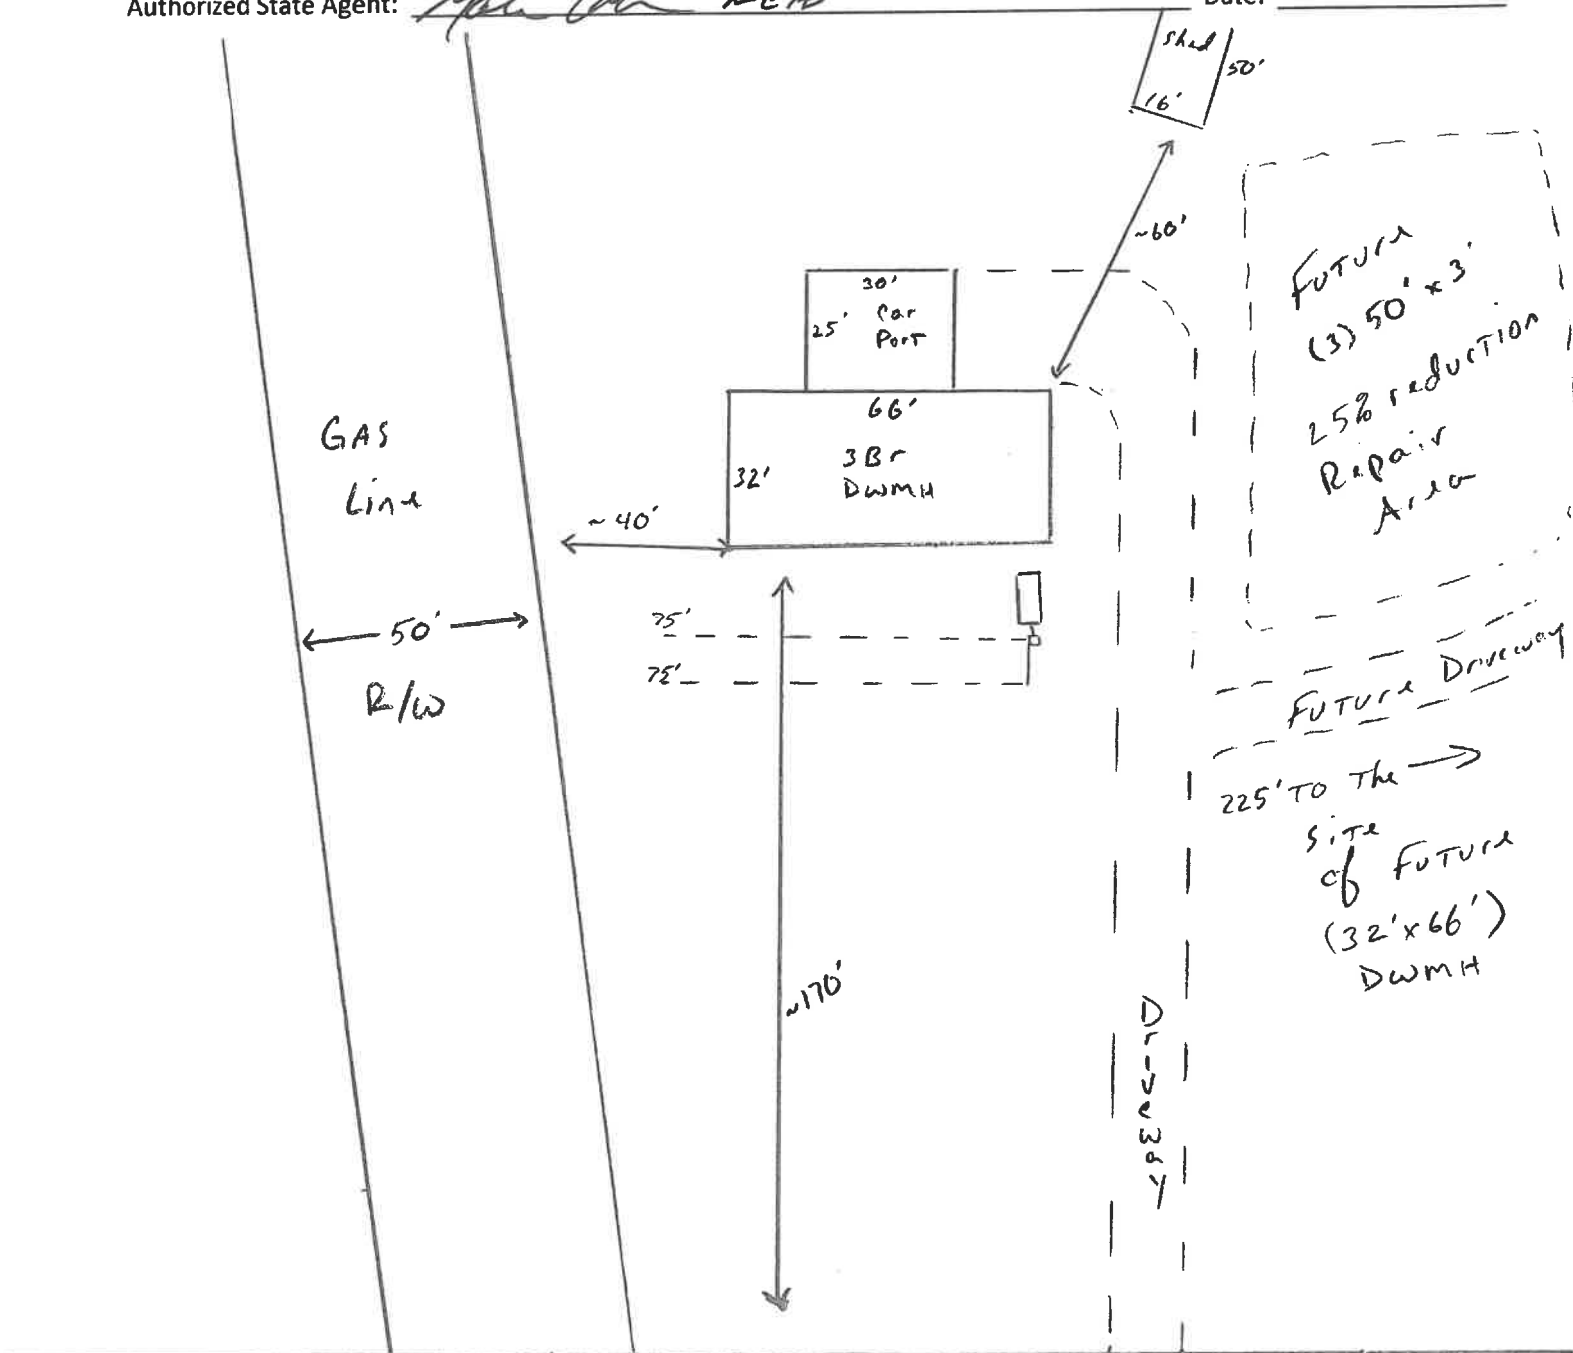 Authorized State Agent:
Date:
shed
50'
16'
~60'
30'
25' Car
Port
66'
32'
3Br
DWMH
GAS
Line
~40'
50'
R/W
75'
75'
~170'
Future
(3) 50' x 3'
25% reduction
Repair
Area
Future Driveway
225' To The
site
of Future
(32'x66')
DWMH
Driveway